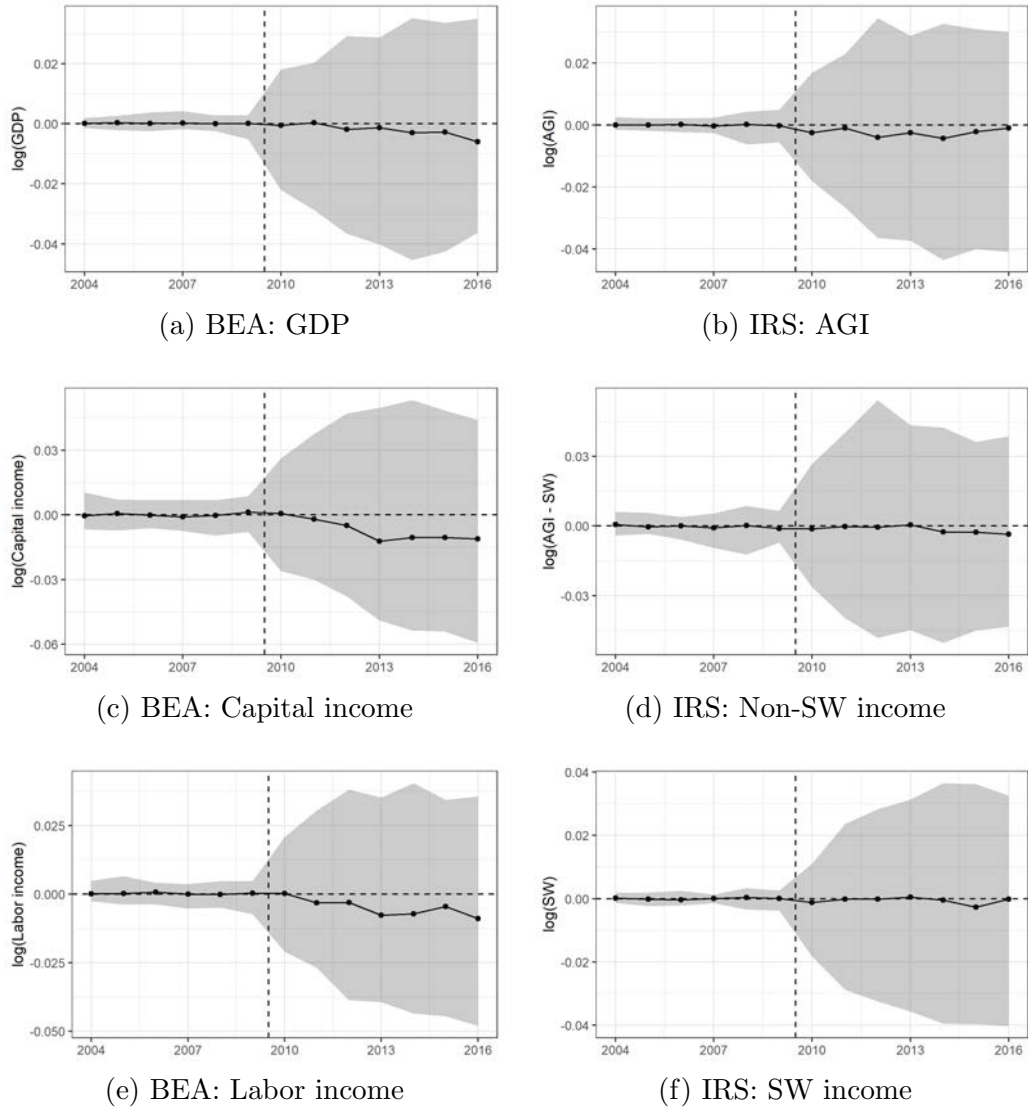 log(GDP)
0.02
0.00
-0.02
-0.04
2004 2007 2010 2013 2016
(a) BEA: GDP
log(AGI)
0.02
0.00
-0.02
-0.04
2004 2007 2010 2013 2016
(b) IRS: AGI
log(Capital income)
0.03
0.00
-0.03
-0.06
2004 2007 2010 2013 2016
(c) BEA: Capital income
log(AGI - SW)
0.03
0.00
-0.03
2004 2007 2010 2013 2016
(d) IRS: Non-SW income
log(Labor income)
0.025
0.000
-0.025
-0.050
2004 2007 2010 2013 2016
(e) BEA: Labor income
log(SW)
0.04
0.02
0.00
-0.02
-0.04
2004 2007 2010 2013 2016
(f) IRS: SW income